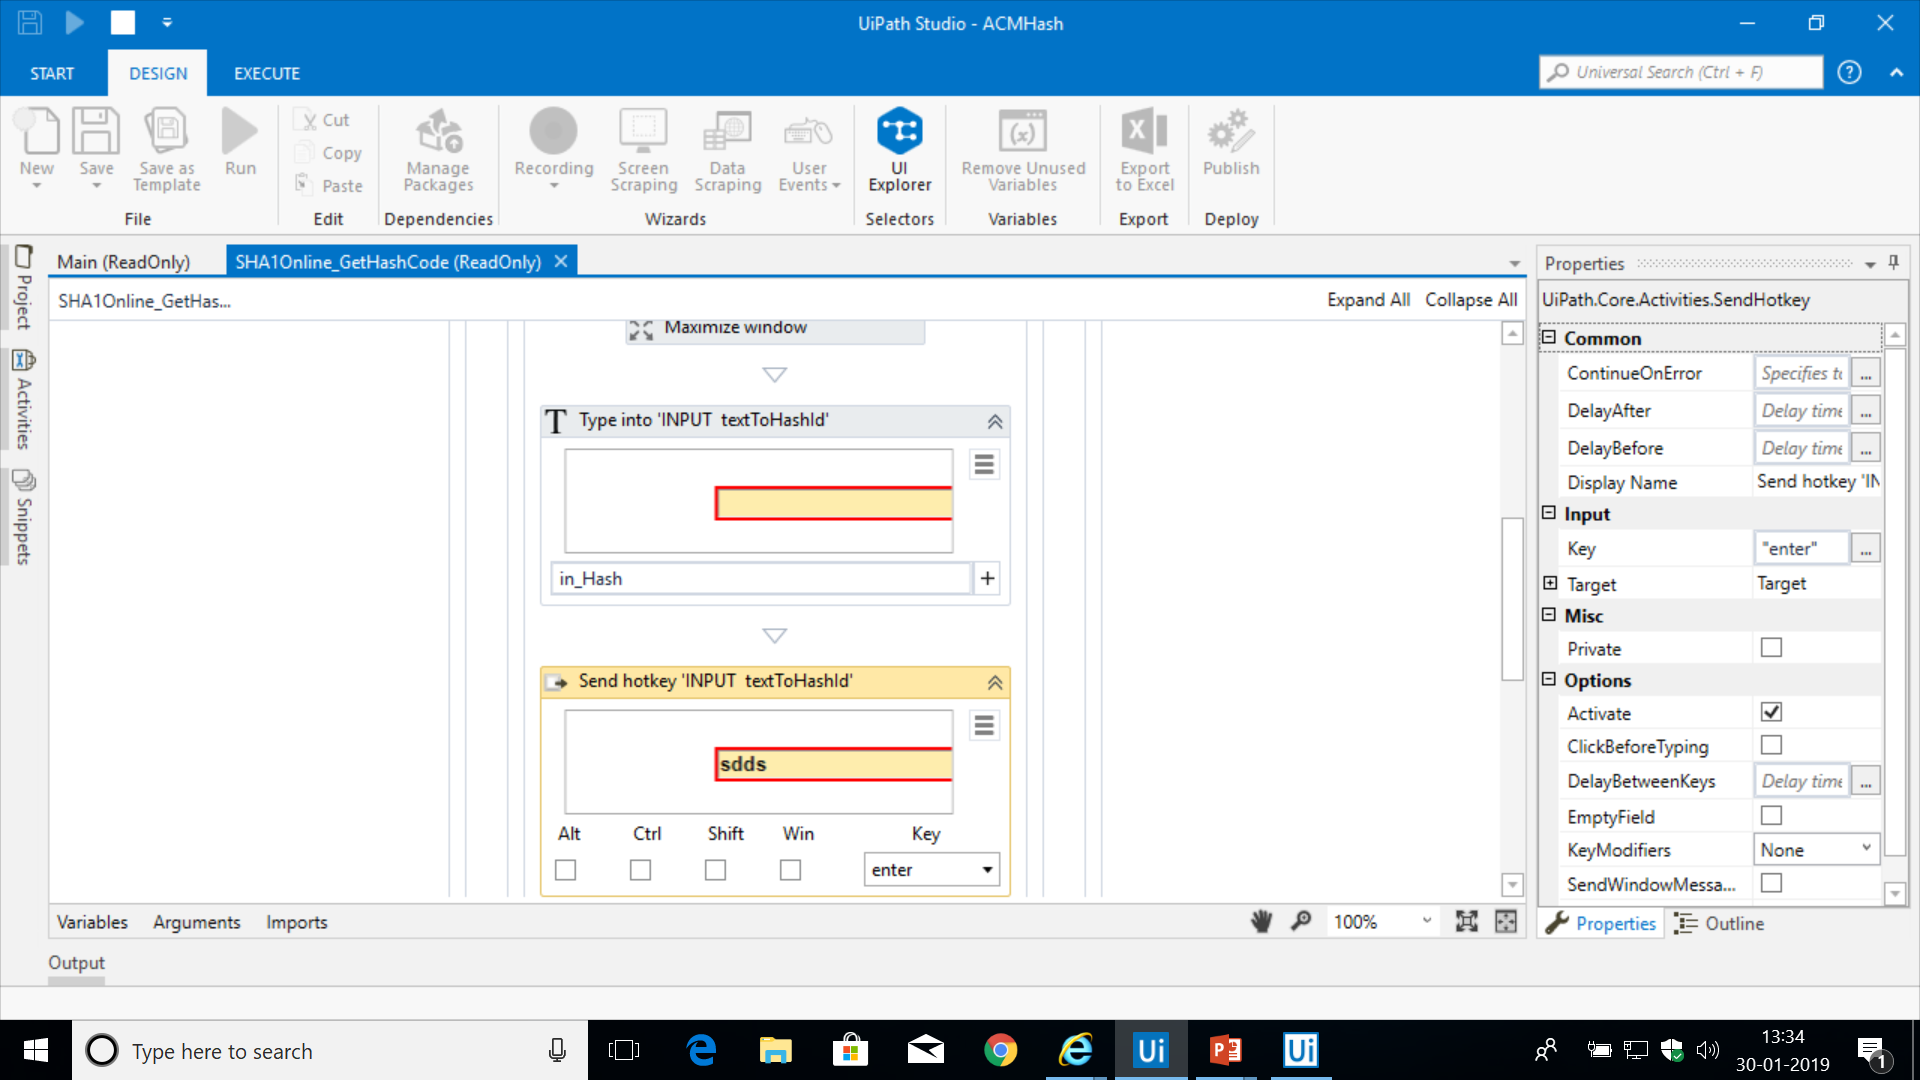 UiPath Studio - ACMHash
START DESIGN EXECUTE
Universal Search (Ctrl + F)
New
Save
Save as
Template
Run
File
Cut
Copy
Paste
Edit
Manage
Packages
Dependencies
Recording
Screen
Scraping
Data
Scraping
User
Events
Wizards
UI
Explorer
Selectors
Remove Unused
Variables
Variables
Export
to Excel
Export
Publish
Deploy
Project
Activities
Snippets
Main (ReadOnly)
SHA1Online_GetHashCode (ReadOnly)
SHA1Online_GetHas...
Expand All Collapse All
Maximize window
Type into 'INPUT textToHashId'
in_Hash
Send hotkey 'INPUT textToHashId'
sdds
Alt Ctrl Shift Win Key
enter
Variables Arguments Imports
100%
Output
Properties
UiPath.Core.Activities.SendHotkey
Common
ContinueOnError Specifies to ...
DelayAfter Delay time ...
DelayBefore Delay time ...
Display Name Send hotkey 'IN
Input
Key "enter" ...
Target Target
Misc
Private
Options
Activate
ClickBeforeTyping
DelayBetweenKeys Delay time ...
EmptyField
KeyModifiers None
SendWindowMessa...
Properties Outline
Type here to search
Ui
Ui
13:34
30-01-2019
1